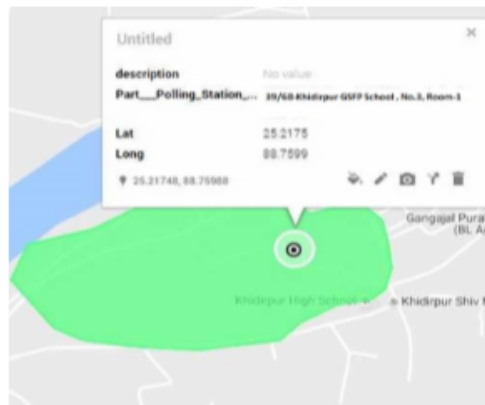 Untitled
description No value
Part__Polling_Station_... 39/68-Khidirpur GSFP School , No.3, Room-1
Lat 25.2175
Long 88.7599
25.21748, 88.75988
Gangajal Pura
(BL A
Khidirpur High School
Khidirpur Shiv